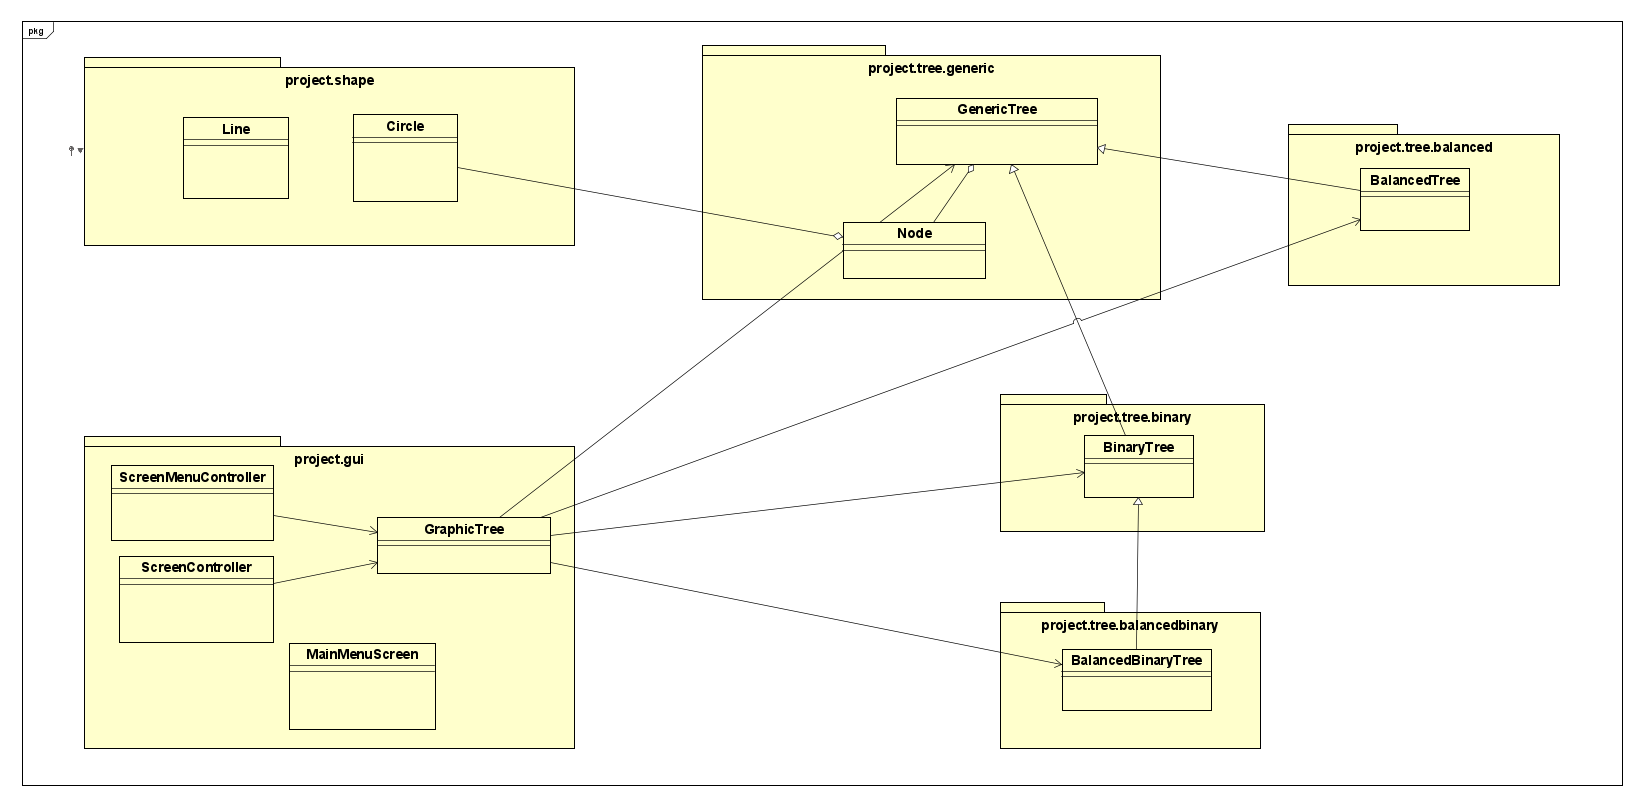 pkg
project.shape
Line
Circle
project.tree.generic
GenericTree
Node
project.tree.balanced
BalancedTree
project.gui
ScreenMenuController
GraphicTree
ScreenController
MainMenuScreen
project.tree.binary
BinaryTree
project.tree.balancedbinary
BalancedBinaryTree